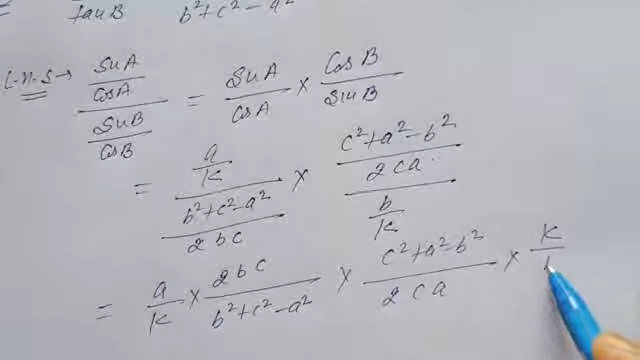 = tanB b²+c²-a²
L.H.S → (SinA/CosA)/(SinB/CosB) = SinA/CosA × CosB/SinB
= (a/K)/((b²+c²-a²)/2bc) × ((c²+a²-b²)/2ca)/(b/K)
= a/K × 2bc/(b²+c²-a²) × (c²+a²-b²)/2ca × K/